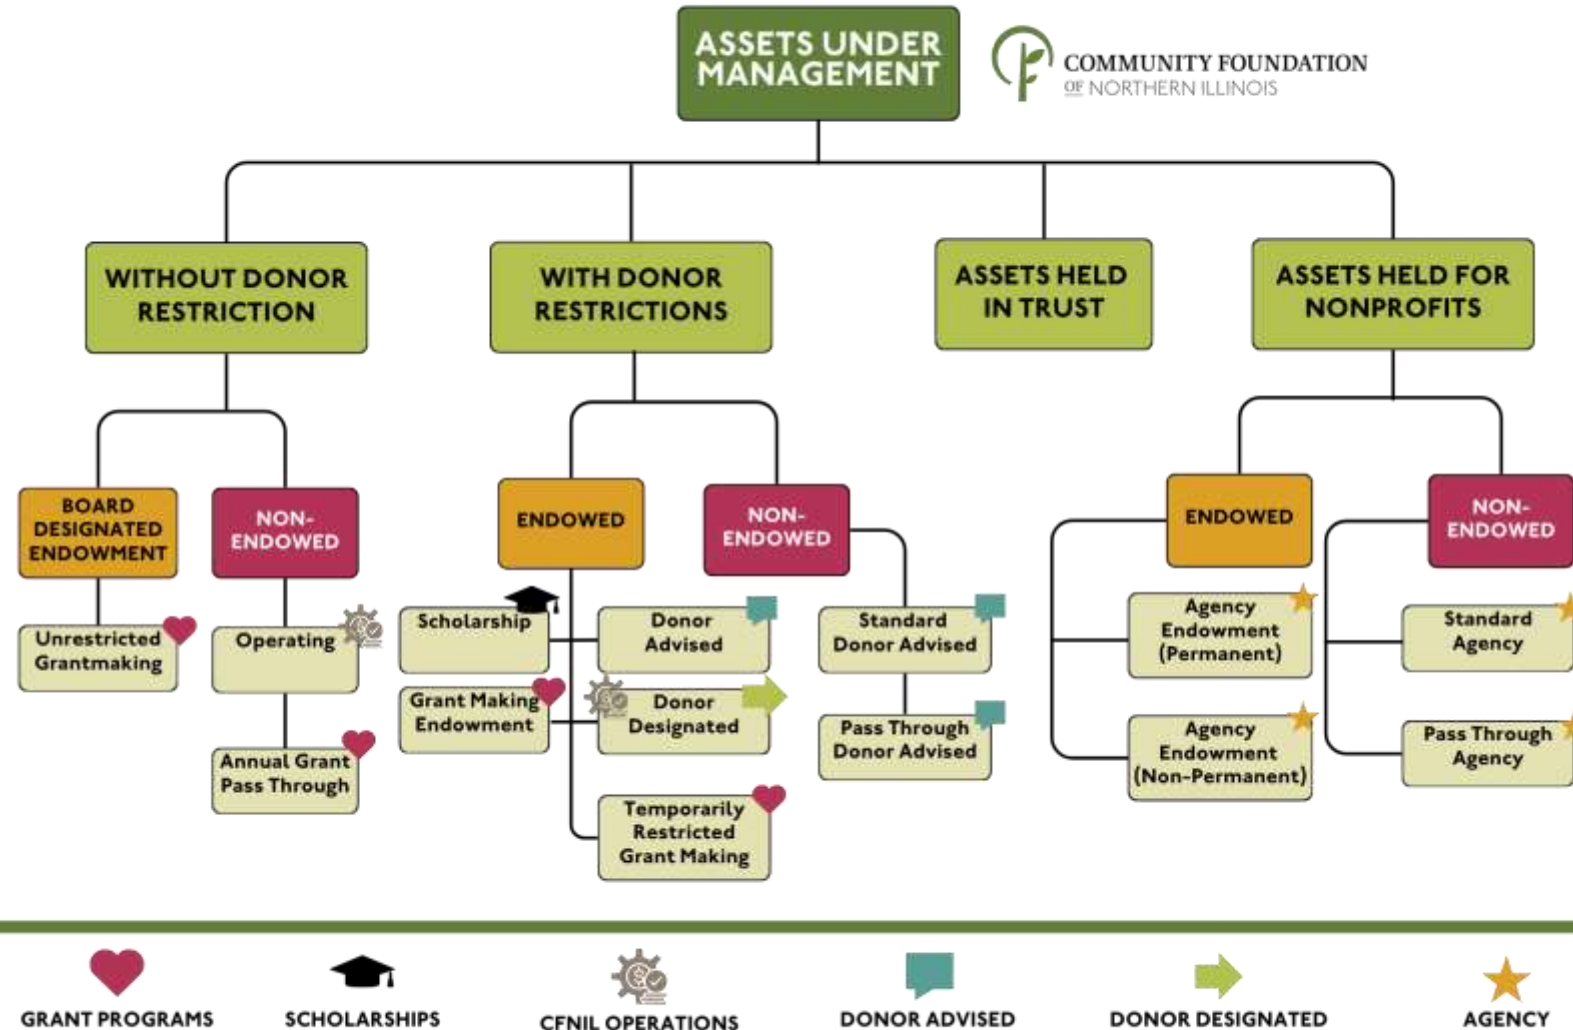 ASSETS UNDER
MANAGEMENT
COMMUNITY FOUNDATION
OF NORTHERN ILLINOIS
WITHOUT DONOR
RESTRICTION
WITH DONOR
RESTRICTIONS
ASSETS HELD
IN TRUST
ASSETS HELD FOR
NONPROFITS
BOARD
DESIGNATED
ENDOWMENT
NON-
ENDOWED
ENDOWED
NON-
ENDOWED
ENDOWED
NON-
ENDOWED
Unrestricted
Grantmaking
Operating
Annual Grant
Pass Through
Scholarship
Grant Making
Endowment
Donor
Advised
Donor
Designated
Temporarily
Restricted
Grant Making
Standard
Donor Advised
Pass Through
Donor Advised
Agency
Endowment
(Permanent)
Agency
Endowment
(Non-Permanent)
Standard
Agency
Pass Through
Agency
GRANT PROGRAMS
SCHOLARSHIPS
CFNIL OPERATIONS
DONOR ADVISED
DONOR DESIGNATED
AGENCY